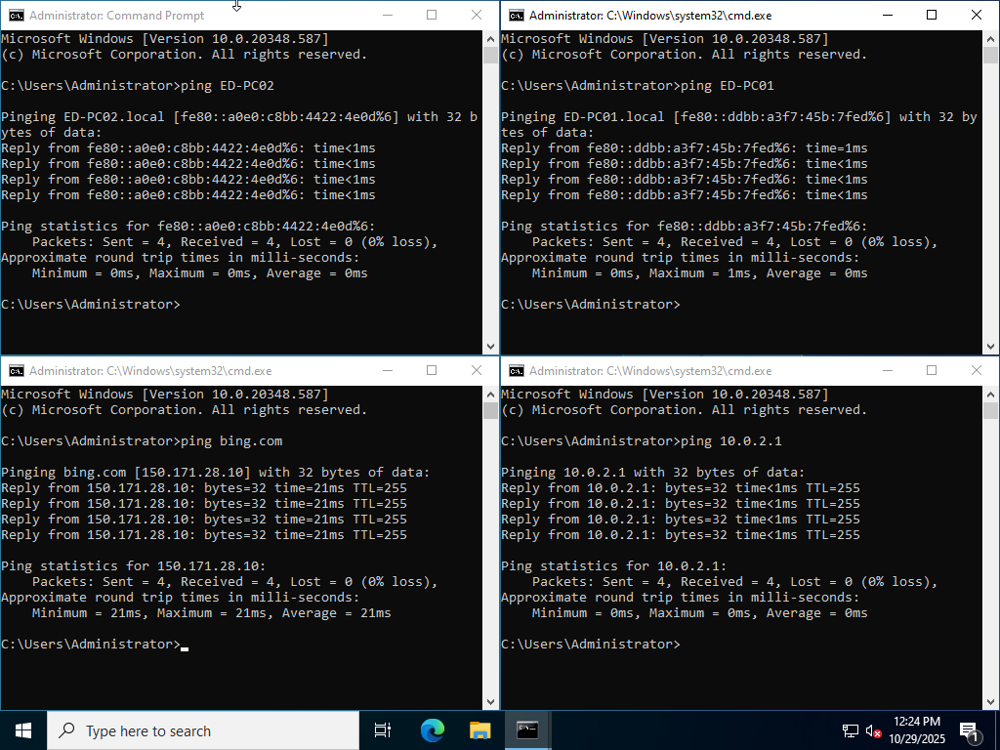 Administrator: Command Prompt
Microsoft Windows [Version 10.0.20348.587]
(c) Microsoft Corporation. All rights reserved.
C:\Users\Administrator>ping ED-PC02
Pinging ED-PC02.local [fe80::a0e0:c8bb:4422:4e0d%6] with 32 b
ytes of data:
Reply from fe80::a0e0:c8bb:4422:4e0d%6: time<1ms
Reply from fe80::a0e0:c8bb:4422:4e0d%6: time<1ms
Reply from fe80::a0e0:c8bb:4422:4e0d%6: time<1ms
Reply from fe80::a0e0:c8bb:4422:4e0d%6: time<1ms
Ping statistics for fe80::a0e0:c8bb:4422:4e0d%6:
Packets: Sent = 4, Received = 4, Lost = 0 (0% loss),
Approximate round trip times in milli-seconds:
Minimum = 0ms, Maximum = 0ms, Average = 0ms
C:\Users\Administrator>
Administrator: C:\Windows\system32\cmd.exe
Microsoft Windows [Version 10.0.20348.587]
(c) Microsoft Corporation. All rights reserved.
C:\Users\Administrator>ping ED-PC01
Pinging ED-PC01.local [fe80::ddbb:a3f7:45b:7fed%6] with 32 by
tes of data:
Reply from fe80::ddbb:a3f7:45b:7fed%6: time=1ms
Reply from fe80::ddbb:a3f7:45b:7fed%6: time<1ms
Reply from fe80::ddbb:a3f7:45b:7fed%6: time<1ms
Reply from fe80::ddbb:a3f7:45b:7fed%6: time<1ms
Ping statistics for fe80::ddbb:a3f7:45b:7fed%6:
Packets: Sent = 4, Received = 4, Lost = 0 (0% loss),
Approximate round trip times in milli-seconds:
Minimum = 0ms, Maximum = 1ms, Average = 0ms
C:\Users\Administrator>
Administrator: C:\Windows\system32\cmd.exe
Microsoft Windows [Version 10.0.20348.587]
(c) Microsoft Corporation. All rights reserved.
C:\Users\Administrator>ping bing.com
Pinging bing.com [150.171.28.10] with 32 bytes of data:
Reply from 150.171.28.10: bytes=32 time=21ms TTL=255
Reply from 150.171.28.10: bytes=32 time=21ms TTL=255
Reply from 150.171.28.10: bytes=32 time=21ms TTL=255
Reply from 150.171.28.10: bytes=32 time=21ms TTL=255
Ping statistics for 150.171.28.10:
Packets: Sent = 4, Received = 4, Lost = 0 (0% loss),
Approximate round trip times in milli-seconds:
Minimum = 21ms, Maximum = 21ms, Average = 21ms
C:\Users\Administrator>
Administrator: C:\Windows\system32\cmd.exe
Microsoft Windows [Version 10.0.20348.587]
(c) Microsoft Corporation. All rights reserved.
C:\Users\Administrator>ping 10.0.2.1
Pinging 10.0.2.1 with 32 bytes of data:
Reply from 10.0.2.1: bytes=32 time<1ms TTL=255
Reply from 10.0.2.1: bytes=32 time<1ms TTL=255
Reply from 10.0.2.1: bytes=32 time<1ms TTL=255
Reply from 10.0.2.1: bytes=32 time<1ms TTL=255
Ping statistics for 10.0.2.1:
Packets: Sent = 4, Received = 4, Lost = 0 (0% loss),
Approximate round trip times in milli-seconds:
Minimum = 0ms, Maximum = 0ms, Average = 0ms
C:\Users\Administrator>
Type here to search
12:24 PM
10/29/2025
1